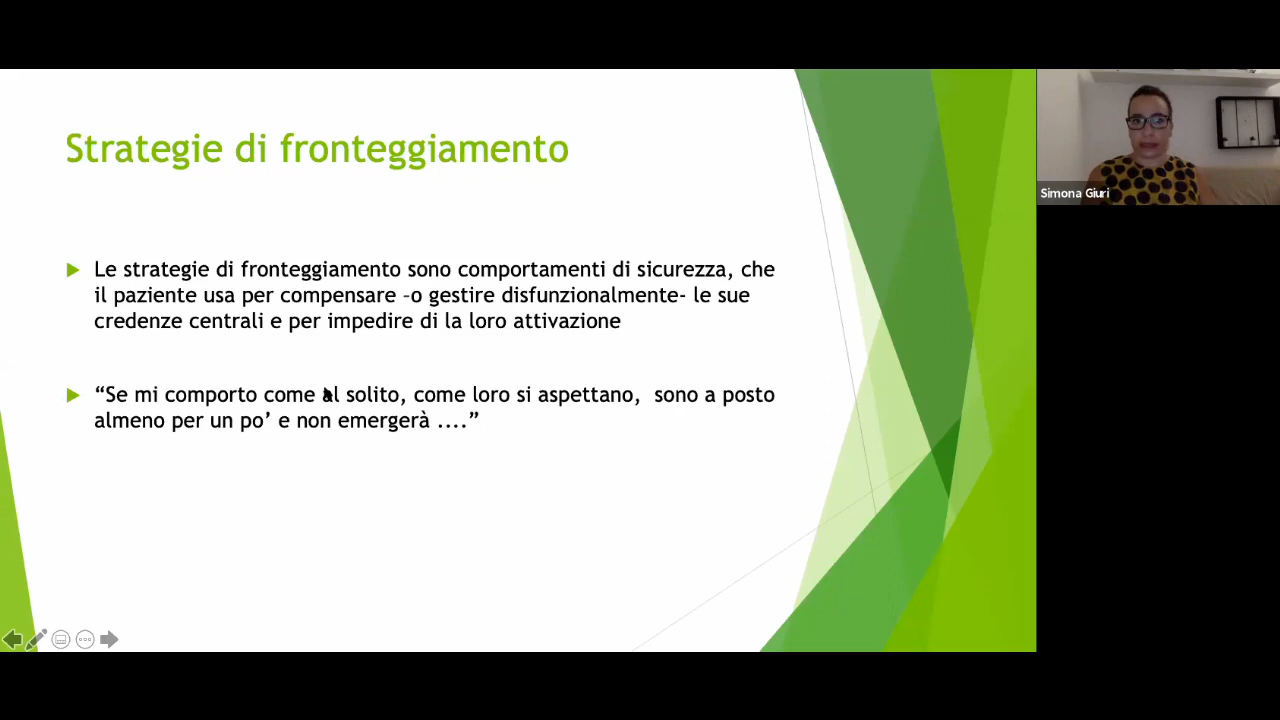 Strategie di fronteggiamento
Le strategie di fronteggiamento sono comportamenti di sicurezza, che
il paziente usa per compensare –o gestire disfunzionalmente- le sue
credenze centrali e per impedire di la loro attivazione
“Se mi comporto come al solito, come loro si aspettano,  sono a posto
almeno per un po’ e non emergerà ....”
Simona Giuri